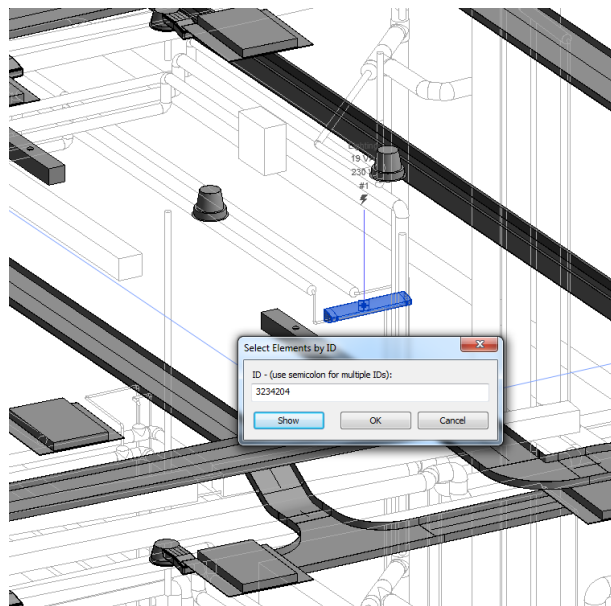 19 V
230
#1
Select Elements by ID
ID - (use semicolon for multiple IDs):
3234204
Show
OK
Cancel